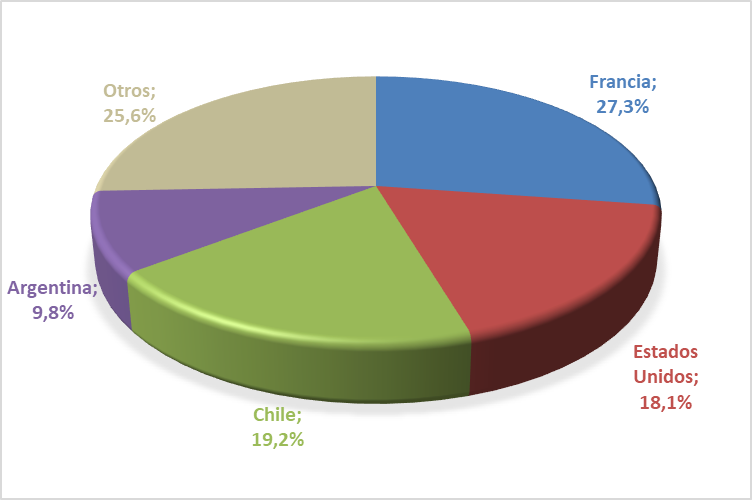 Francia;
27,3%
Estados
Unidos;
18,1%
Chile;
19,2%
Argentina;
9,8%
Otros;
25,6%